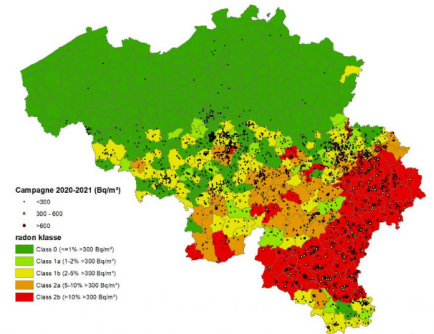 Campagne 2020-2021 (Bq/m³)
<300
300 - 600
>600
radon klasse
Class 0 (<=1% >300 Bq/m³)
Class 1a (1-2% >300 Bq/m³)
Class 1b (2-5% >300 Bq/m³)
Class 2a (5-10% >300 Bq/m³)
Class 2b (>10% >300 Bq/m³)